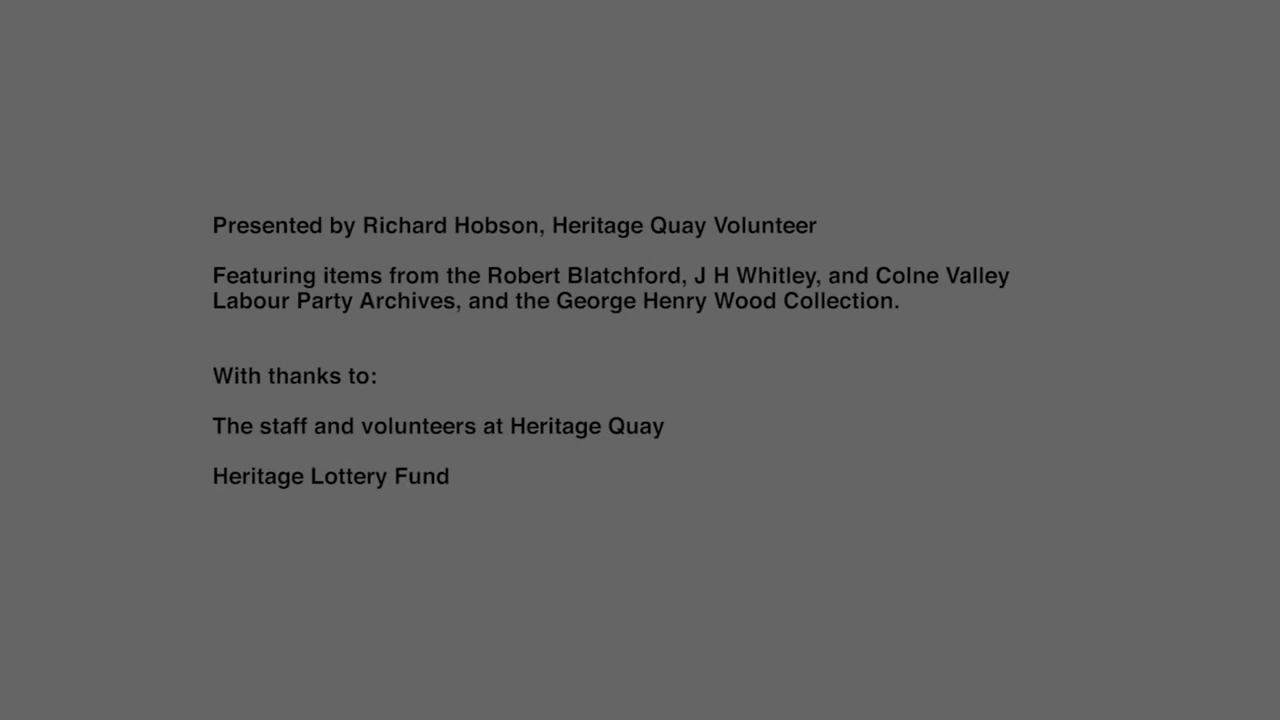 Presented by Richard Hobson, Heritage Quay Volunteer
Featuring items from the Robert Blatchford, J H Whitley, and Colne Valley
Labour Party Archives, and the George Henry Wood Collection.
With thanks to:
The staff and volunteers at Heritage Quay
Heritage Lottery Fund